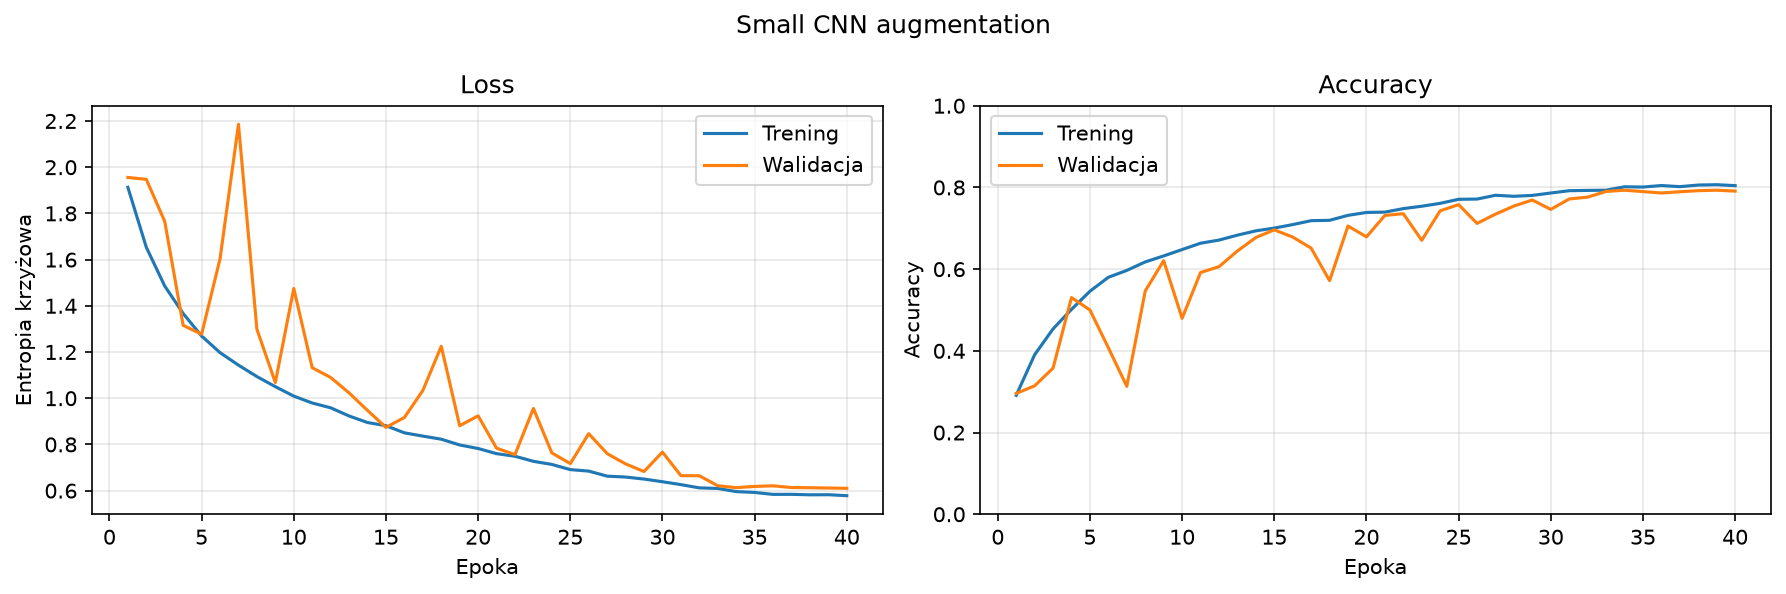 Small CNN augmentation
Loss
Entropia krzyżowa
2.2
2.0
1.8
1.6
1.4
1.2
1.0
0.8
0.6
Trening
Walidacja
0 5 10 15 20 25 30 35 40
Epoka
Accuracy
Accuracy
1.0
0.8
0.6
0.4
0.2
0.0
Trening
Walidacja
0 5 10 15 20 25 30 35 40
Epoka